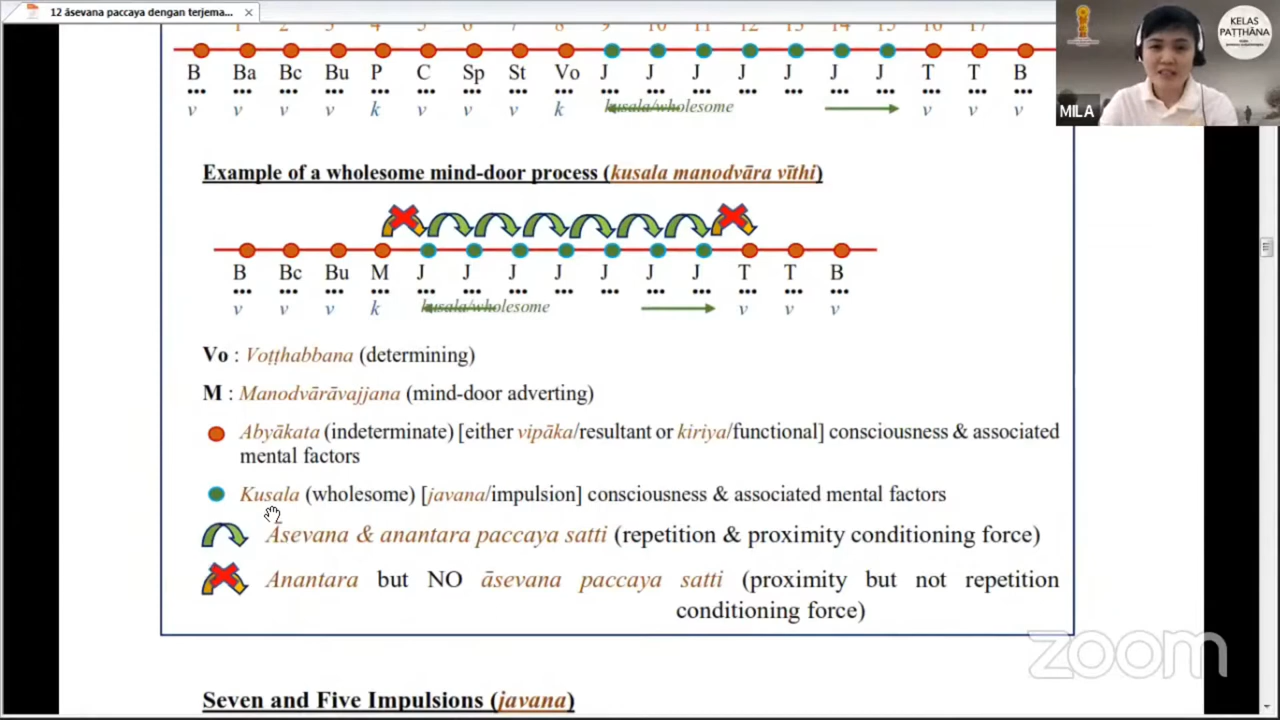 12 āsevana paccaya dengan terjema...
KELAS
PAṬṬHĀNA
MILA
B Ba Bc Bu P C Sp St Vo J J J J J J J T T B
... ... ... ... ... ... ... ... ... ... ... ... ... ... ... ... ... ... ...
v v v v k v v v k kusala/wholesome v v v
Example of a wholesome mind-door process (kusala manodvāra vīthi)
B Bc Bu M J J J J J J J T T B
... ... ... ... ... ... ... ... ... ... ... ... ... ...
v v v k kusala/wholesome v v v
Vo : Voṭṭhabbana (determining)
M : Manodvārāvajjana (mind-door adverting)
Abyākata (indeterminate) [either vipāka/resultant or kiriya/functional] consciousness & associated
mental factors
Kusala (wholesome) [javana/impulsion] consciousness & associated mental factors
Āsevana & anantara paccaya satti (repetition & proximity conditioning force)
Anantara but NO āsevana paccaya satti (proximity but not repetition
conditioning force)
zoom
Seven and Five Impulsions (javana)